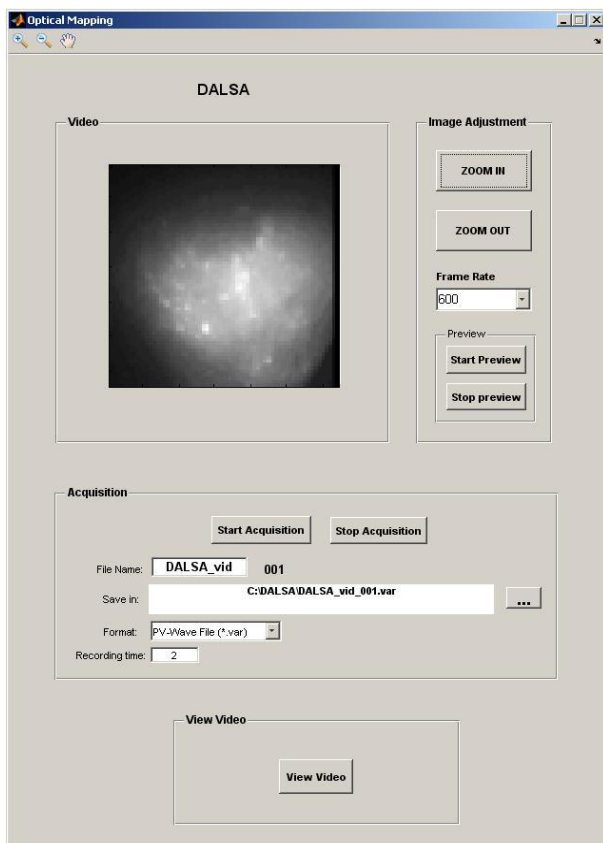 Optical Mapping
DALSA
Video
Image Adjustment
ZOOM IN
ZOOM OUT
Frame Rate
600
Preview
Start Preview
Stop preview
Acquisition
Start Acquisition
Stop Acquisition
File Name: DALSA_vid 001
Save in: C:\DALSA\DALSA_vid_001.var ...
Format: PV-Wave File (*.var)
Recording time: 2
View Video
View Video